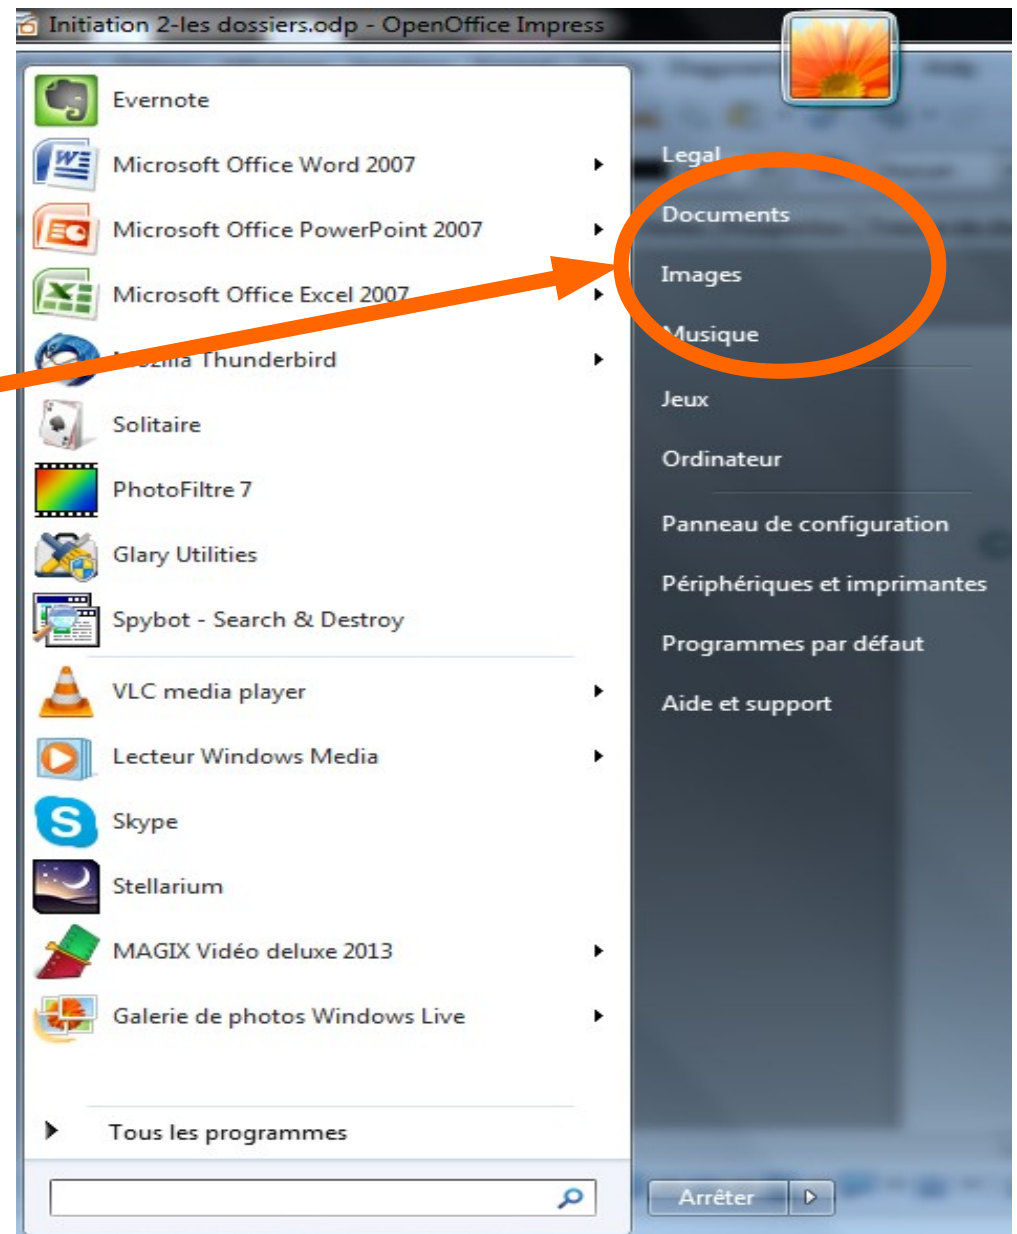 Initiation 2-les dossiers.odp - OpenOffice Impress
Evernote
Microsoft Office Word 2007
Microsoft Office PowerPoint 2007
Microsoft Office Excel 2007
Mozilla Thunderbird
Solitaire
PhotoFiltre 7
Glary Utilities
Spybot - Search & Destroy
VLC media player
Lecteur Windows Media
Skype
Stellarium
MAGIX Vidéo deluxe 2013
Galerie de photos Windows Live
Tous les programmes
Legal
Documents
Images
Musique
Jeux
Ordinateur
Panneau de configuration
Périphériques et imprimantes
Programmes par défaut
Aide et support
Arrêter